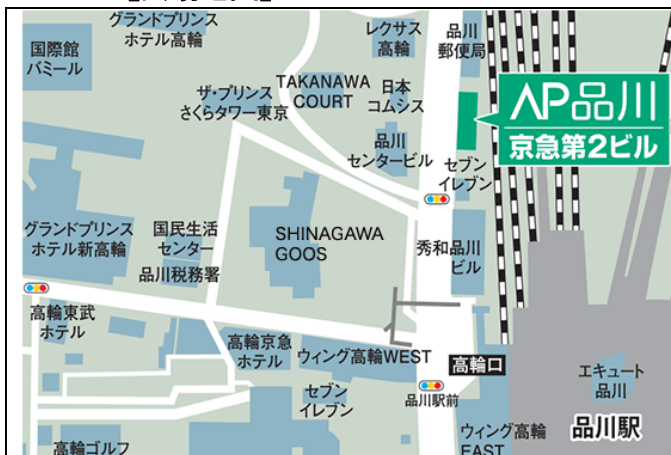 グランドプリンス
ホテル高輪
レクサス
高輪
品川
郵便局
国際館
パミール
ザ・プリンス
さくらタワー東京
TAKANAWA
COURT
日本
コムシス
AP品川
京急第2ビル
品川
センタービル
セブン
イレブン
グランドプリンス
ホテル新高輪
国民生活
センター
品川税務署
SHINAGAWA
GOOS
秀和品川
ビル
高輪東武
ホテル
高輪京急
ホテル
ウィング高輪WEST
高輪口
セブン
イレブン
品川駅前
エキュート
品川
品川駅
ウィング高輪
EAST
高輪ゴルフ